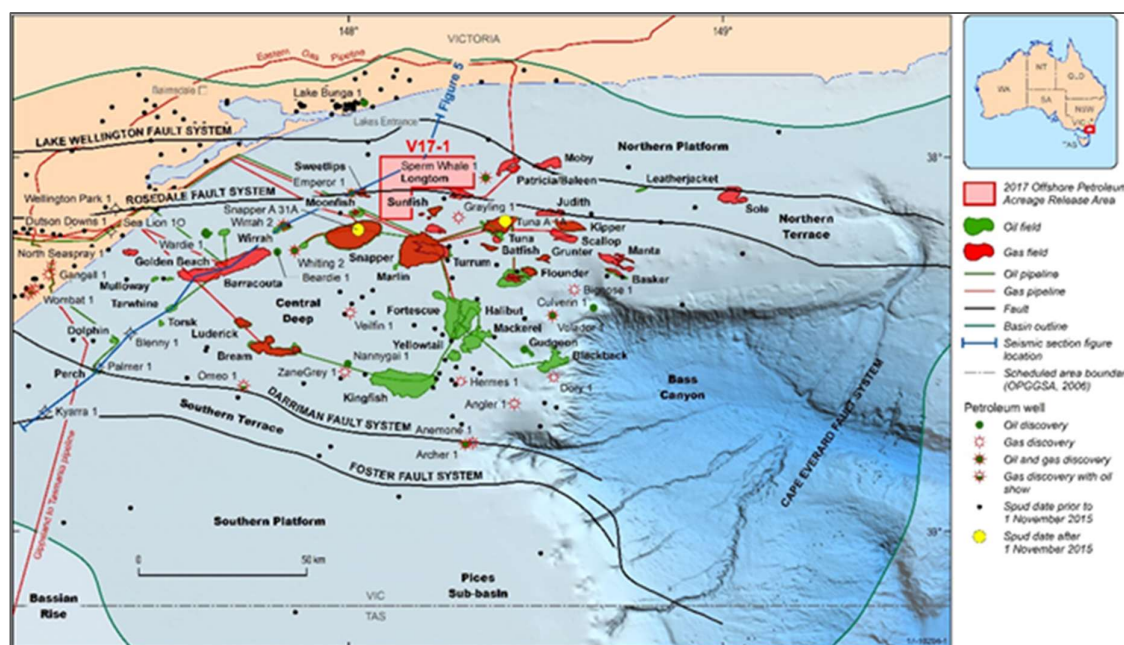 148°
149°
VICTORIA
Eastern Gas Pipeline
Figure 5
Bairnsdale
Lake Bunga 1
Lakes Entrance
LAKE WELLINGTON FAULT SYSTEM
V17-1
Northern Platform
38°
Sweetlips
Sperm Whale 1
Moby
Emperor 1
Longtom
Patricia/Baleen
Leatherjacket
Wellington Park 1
ROSEDALE FAULT SYSTEM
Moonfish
Sunfish
Grayling 1
Judith
Sole
Snapper A 31A
Dutson Downs 1
Sea Lion 1
Wirrah 2
Tuna A
Kipper
Northern
Terrace
Wardie 1
Wirrah
Tuna
Scallop
North Seaspray 1
Golden Beach
Whiting 2
Snapper
Batfish
Grunter
Manta
Gangell 1
Beardie 1
Turrum
Mulloway
Barracouta
Martin
Flounder
Basker
Wombat 1
Tarwhine
Central
Deep
Fortescue
Bignose 1
Culverin 1
Torsk
Veilfin 1
Halibut
Dolphin
Luderick
Mackerel
Volador 1
Blenny 1
Yellowtail
Gudgeon
Bream
Nannygai 1
Blackback
Perch
Palmer 1
Omeo 1
ZaneGrey 1
Hermes 1
Dory 1
Bass
Canyon
Kingfish
Angler 1
Kyarra 1
DARRIMAN FAULT SYSTEM
Southern Terrace
Anemone 1
Archer 1
FOSTER FAULT SYSTEM
CAPE EVERARD FAULT SYSTEM
Gippsland to Tasmania pipeline
Southern Platform
39°
0
50 km
Bassian
Rise
Pisces
Sub-basin
VIC
TAS
WA
NT
SA
QLD
NSW
VIC
TAS
2017 Offshore Petroleum
Acreage Release Area
Oil field
Gas field
Oil pipeline
Gas pipeline
Fault
Basin outline
Seismic section figure
location
Scheduled area boundary
(OPGGSA, 2006)
Petroleum well
Oil discovery
Gas discovery
Oil and gas discovery
Gas discovery with oil
show
Spud date prior to
1 November 2015
Spud date after
1 November 2015